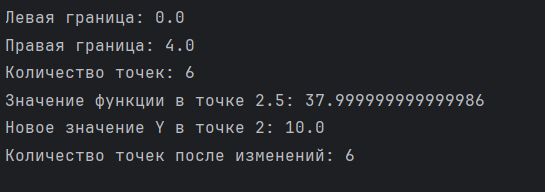 Левая граница: 0.0
Правая граница: 4.0
Количество точек: 6
Значение функции в точке 2.5: 37.999999999999986
Новое значение Y в точке 2: 10.0
Количество точек после изменений: 6